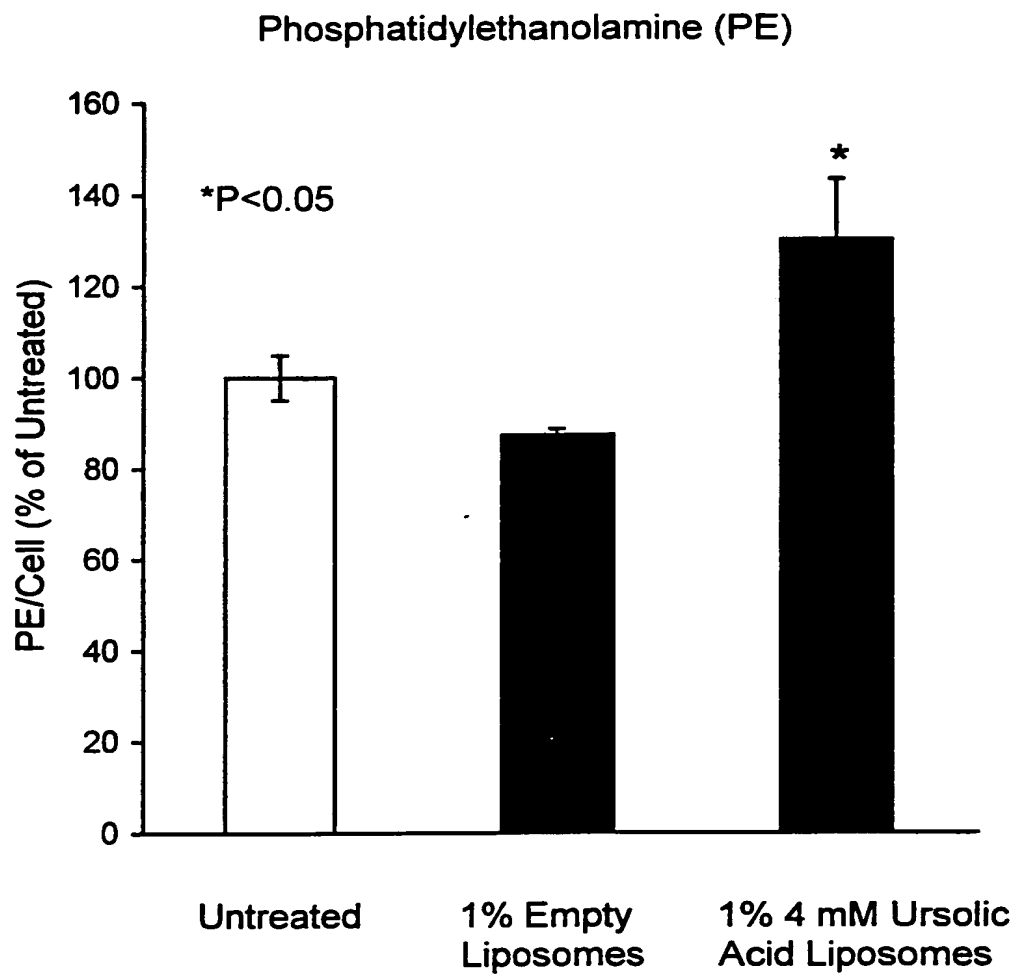 Phosphatidylethanolamine (PE)
160
140
120
100
80
60
40
20
0
PE/Cell (% of Untreated)
*P<0.05
*
Untreated
1% Empty
Liposomes
1% 4 mM Ursolic
Acid Liposomes